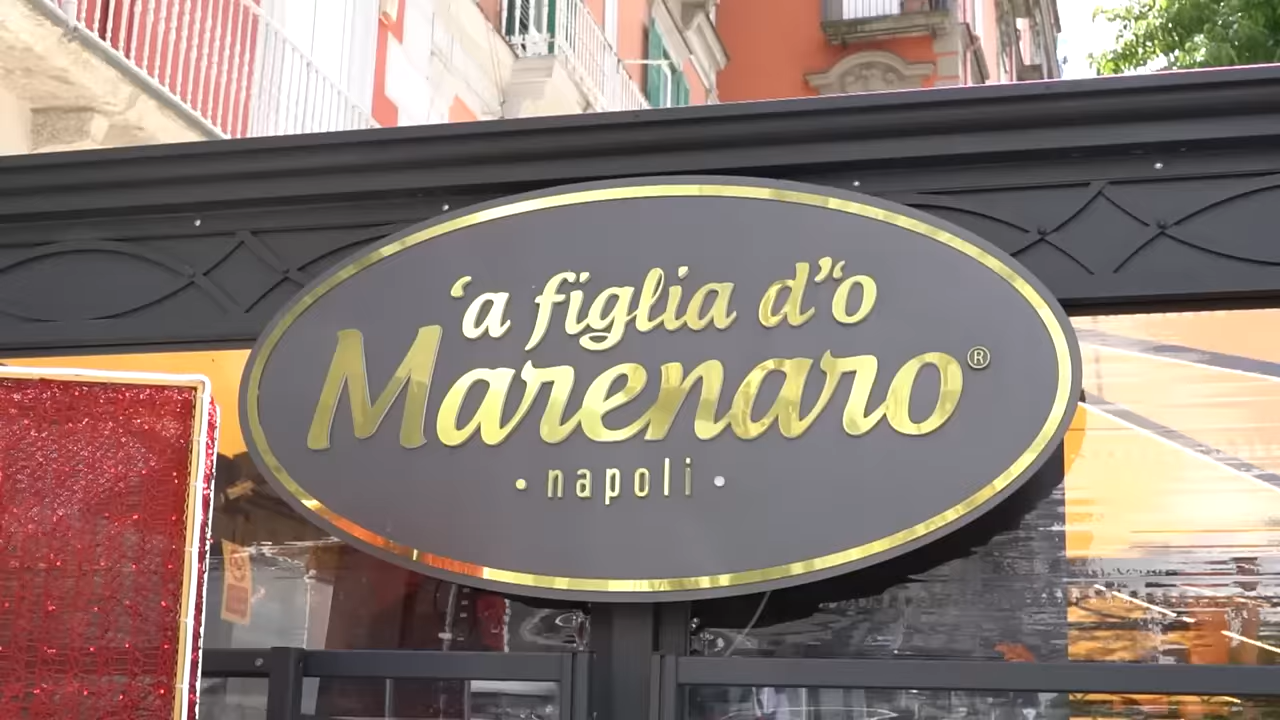 ‘a figlia d”‘o
Marenaro®
• napoli •